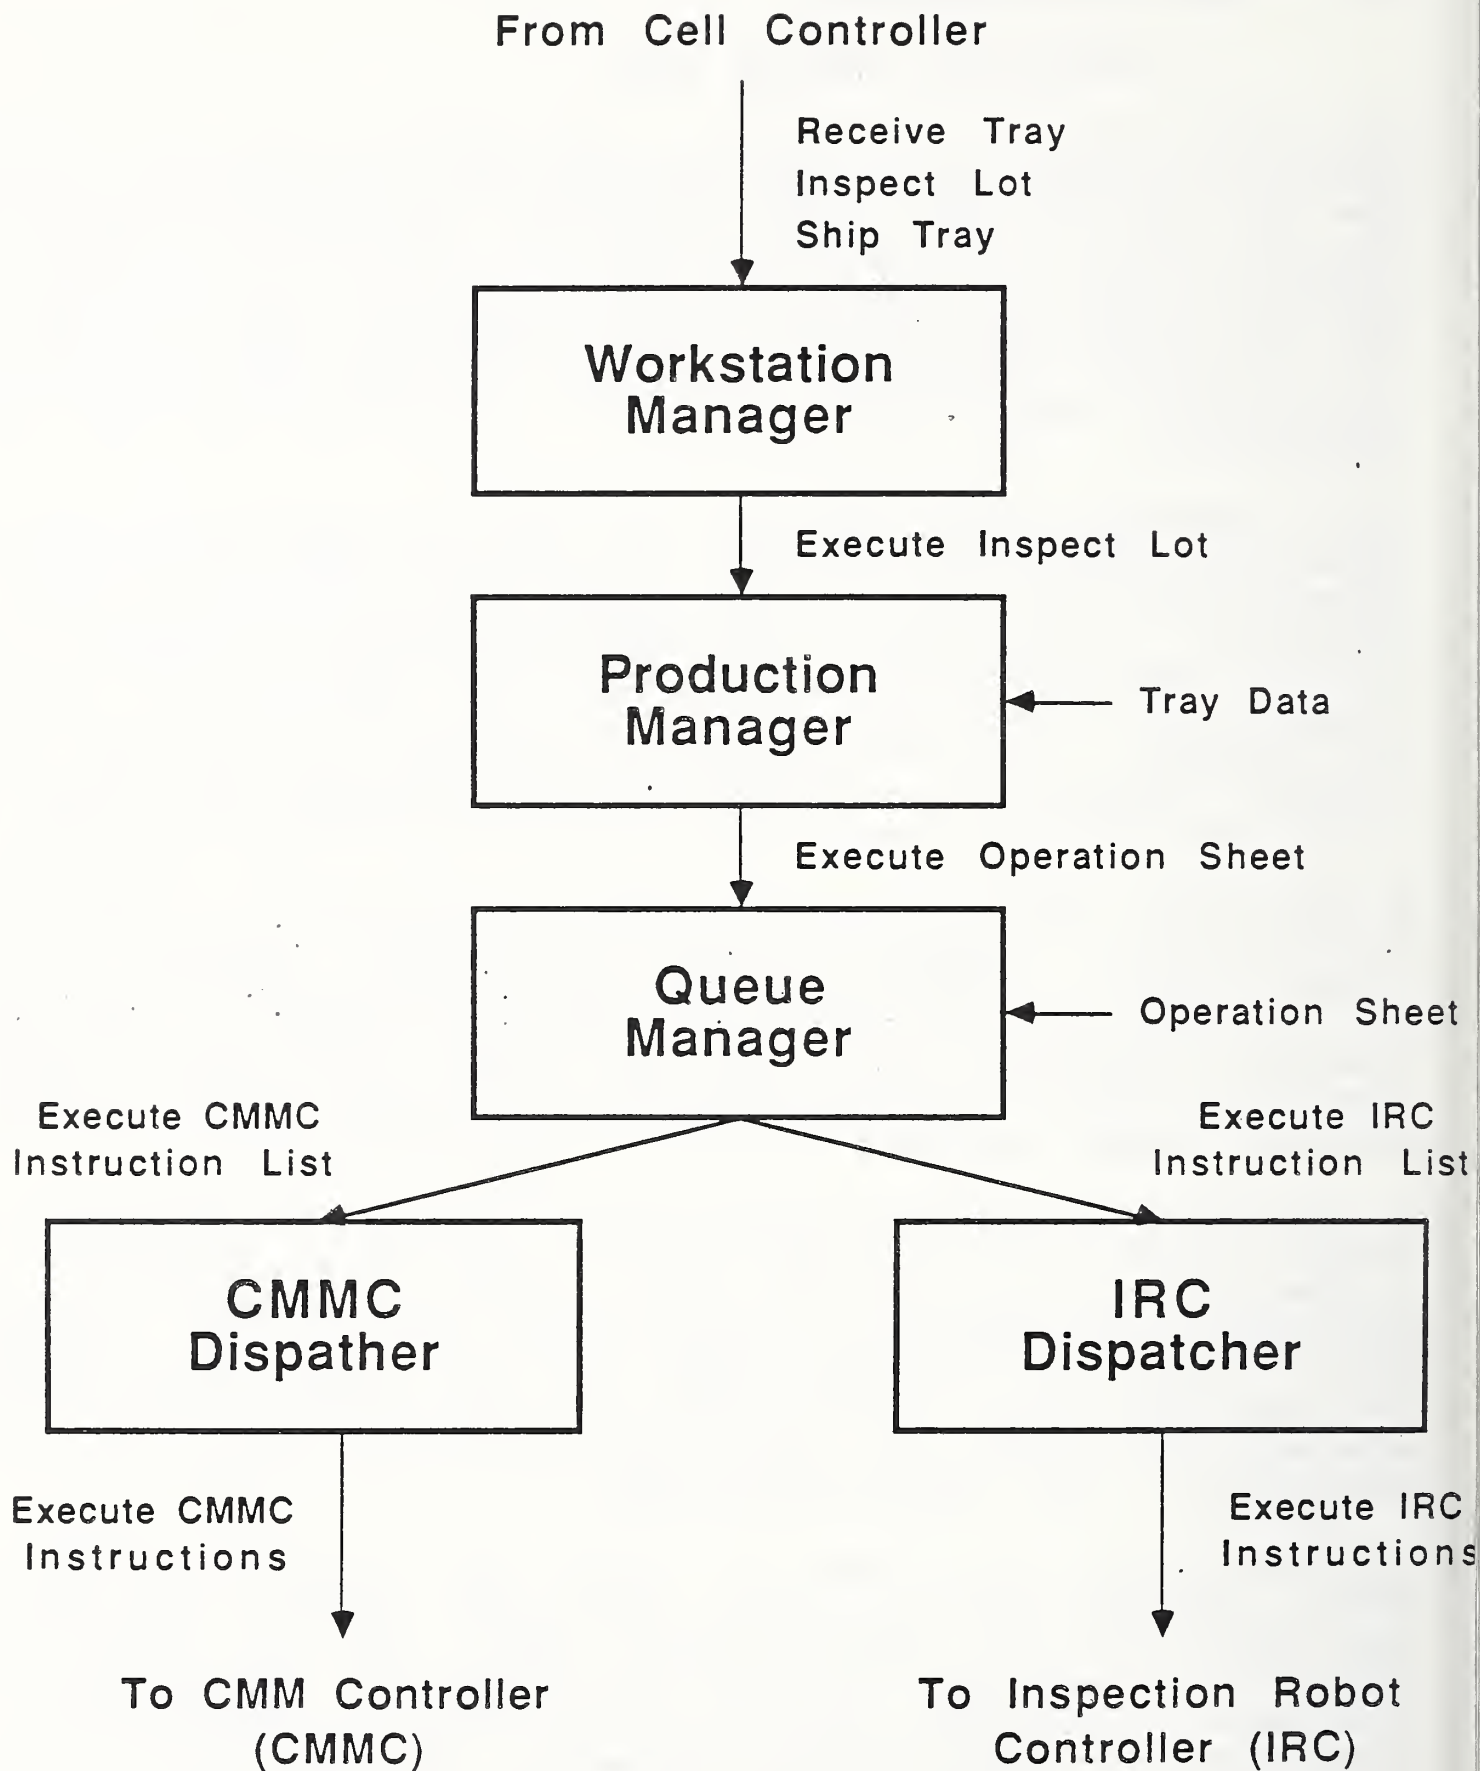 From Cell Controller
Receive Tray
Inspect Lot
Ship Tray
Workstation
Manager
Execute Inspect Lot
Production
Manager
Tray Data
Execute Operation Sheet
Queue
Manager
Operation Sheet
Execute CMMC
Instruction List
Execute IRC
Instruction List
CMMC
Dispather
IRC
Dispatcher
Execute CMMC
Instructions
Execute IRC
Instructions
To CMM Controller
(CMMC)
To Inspection Robot
Controller (IRC)